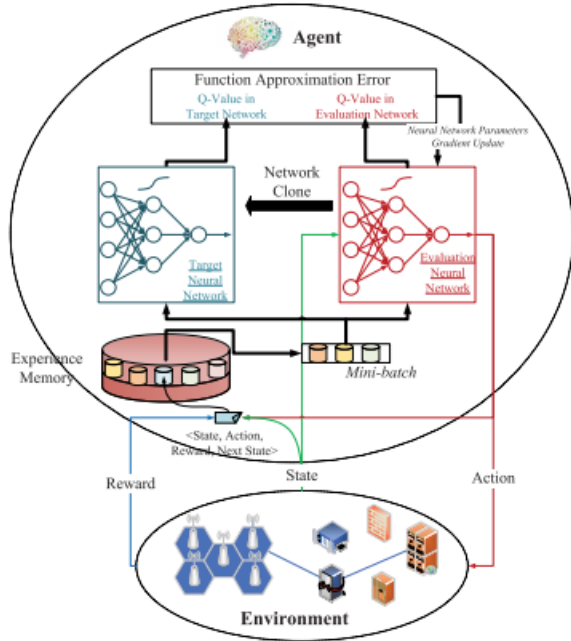 Agent
Function Approximation Error
Q-Value in
Target Network
Q-Value in
Evaluation Network
Neural Network Parameters
Gradient Update
Network
Clone
Target
Neural
Network
Evaluation
Neural
Network
Experience
Memory
Mini-batch
<State, Action,
Reward, Next State>
Reward
State
Action
Environment